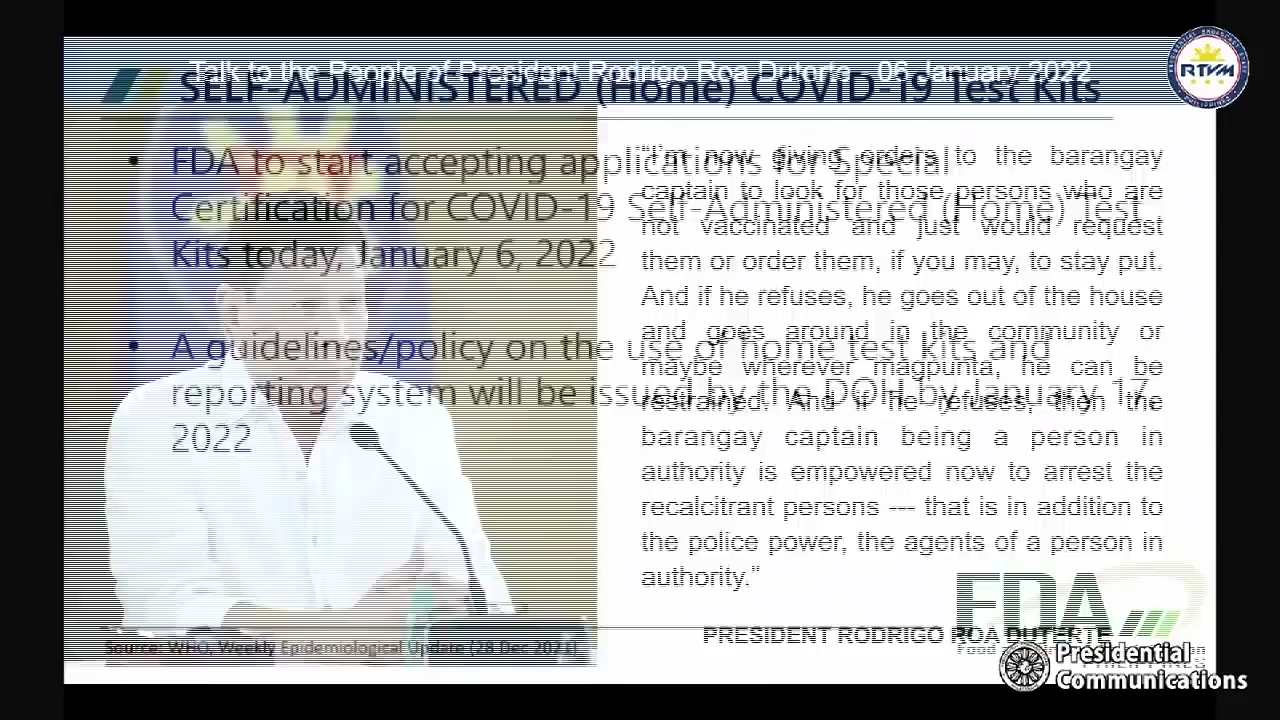 Talk to the People of President Rodrigo Roa Duterte - 06 January 2022
SELF-ADMINISTERED (Home) COVID-19 Test Kits
RTVM
• FDA to start accepting applications for Special
Certification for COVID-19 Self-Administered (Home) Test
Kits today, January 6, 2022
• A guidelines/policy on the use of home test kits and
reporting system will be issued by the DOH by January 17,
2022
"I'm now giving orders to the barangay
captain to look for those persons who are
not vaccinated and just would request
them or order them, if you may, to stay put.
And if he refuses, he goes out of the house
and goes around in the community or
maybe wherever magpunta, he can be
restrained. And if he refuses, then the
barangay captain being a person in
authority is empowered now to arrest the
recalcitrant persons --- that is in addition to
the police power, the agents of a person in
authority."
PRESIDENT RODRIGO ROA DUTERTE
Source: WHO, Weekly Epidemiological Update, 28 Dec 2021
FDA
Food
PHILIPPINES
Presidential
Communications